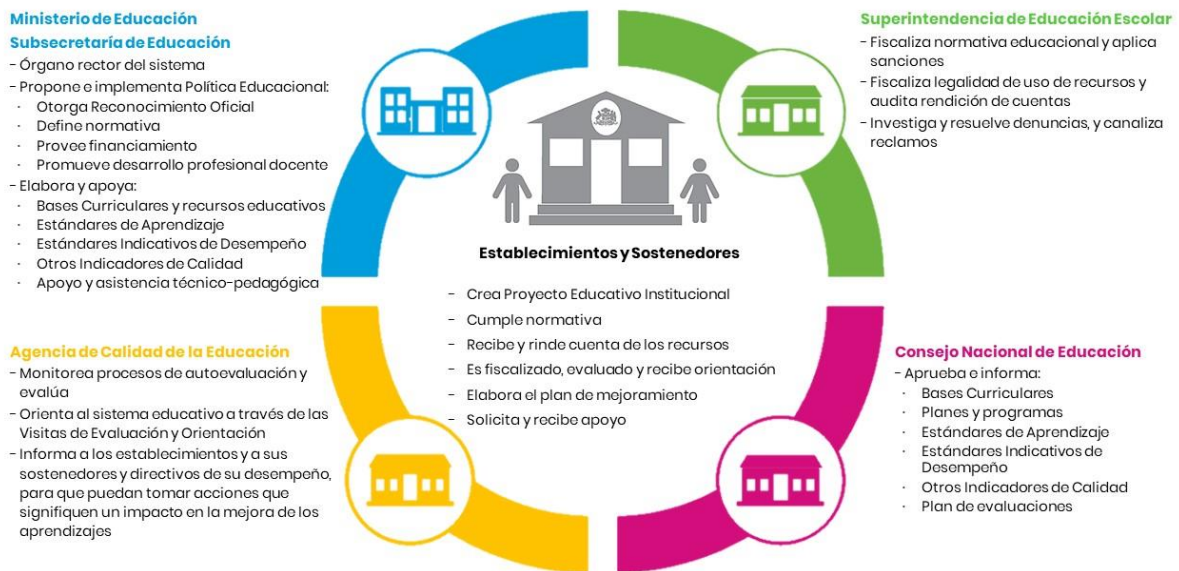 Ministerio de Educación
Subsecretaría de Educación
- Órgano rector del sistema
- Propone e implementa Política Educacional:
· Otorga Reconocimiento Oficial
· Define normativa
· Provee financiamiento
· Promueve desarrollo profesional docente
- Elabora y apoya:
· Bases Curriculares y recursos educativos
· Estándares de Aprendizaje
· Estándares Indicativos de Desempeño
· Otros Indicadores de Calidad
· Apoyo y asistencia técnico-pedagógica
Superintendencia de Educación Escolar
- Fiscaliza normativa educacional y aplica
sanciones
- Fiscaliza legalidad de uso de recursos y
audita rendición de cuentas
- Investiga y resuelve denuncias, y canaliza
reclamos
Establecimientos y Sostenedores
- Crea Proyecto Educativo Institucional
- Cumple normativa
- Recibe y rinde cuenta de los recursos
- Es fiscalizado, evaluado y recibe orientación
- Elabora el plan de mejoramiento
- Solicita y recibe apoyo
Agencia de Calidad de la Educación
- Monitorea procesos de autoevaluación y
evalúa
- Orienta al sistema educativo a través de las
Visitas de Evaluación y Orientación
- Informa a los establecimientos y a sus
sostenedores y directivos de su desempeño,
para que puedan tomar acciones que
signifiquen un impacto en la mejora de los
aprendizajes
Consejo Nacional de Educación
- Aprueba e informa:
· Bases Curriculares
· Planes y programas
· Estándares de Aprendizaje
· Estándares Indicativos de
Desempeño
· Otros Indicadores de Calidad
· Plan de evaluaciones